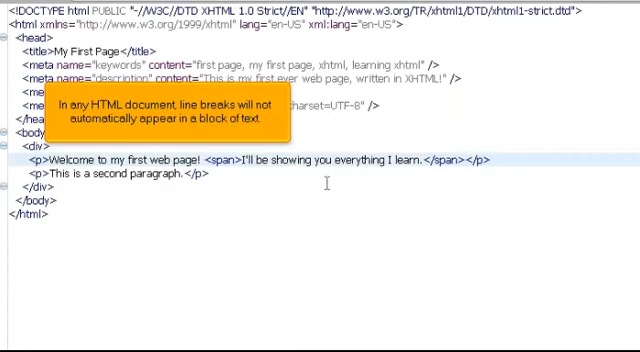 <!DOCTYPE html PUBLIC "-//W3C//DTD XHTML 1.0 Strict//EN" "http://www.w3.org/TR/xhtml1/DTD/xhtml1-strict.dtd">
<html xmlns="http://www.w3.org/1999/xhtml" lang="en-US" xml:lang="en-US">
<head>
<title>My First Page</title>
<meta name="keywords" content="first page, my first page, xhtml, learning xhtml" />
<meta name="description" content="This is my first ever web page, written in XHTML!" />
<me
<me charset=UTF-8" />
In any HTML document, line breaks will not
automatically appear in a block of text.
</hea
<body
<div>
<p>Welcome to my first web page! <span>I'll be showing you everything I learn.</span></p>
<p>This is a second paragraph.</p>
</div>
</body>
</html>